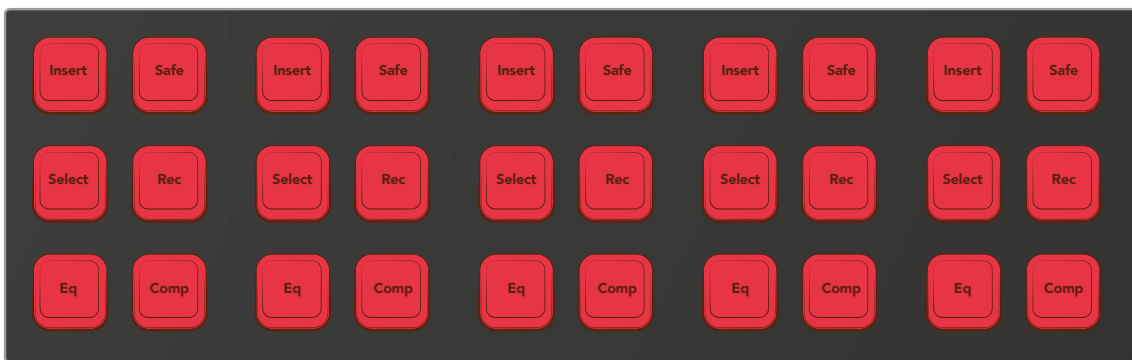 Insert Safe Insert Safe Insert Safe Insert Safe Insert Safe
Select Rec Select Rec Select Rec Select Rec Select Rec
Eq Comp Eq Comp Eq Comp Eq Comp Eq Comp